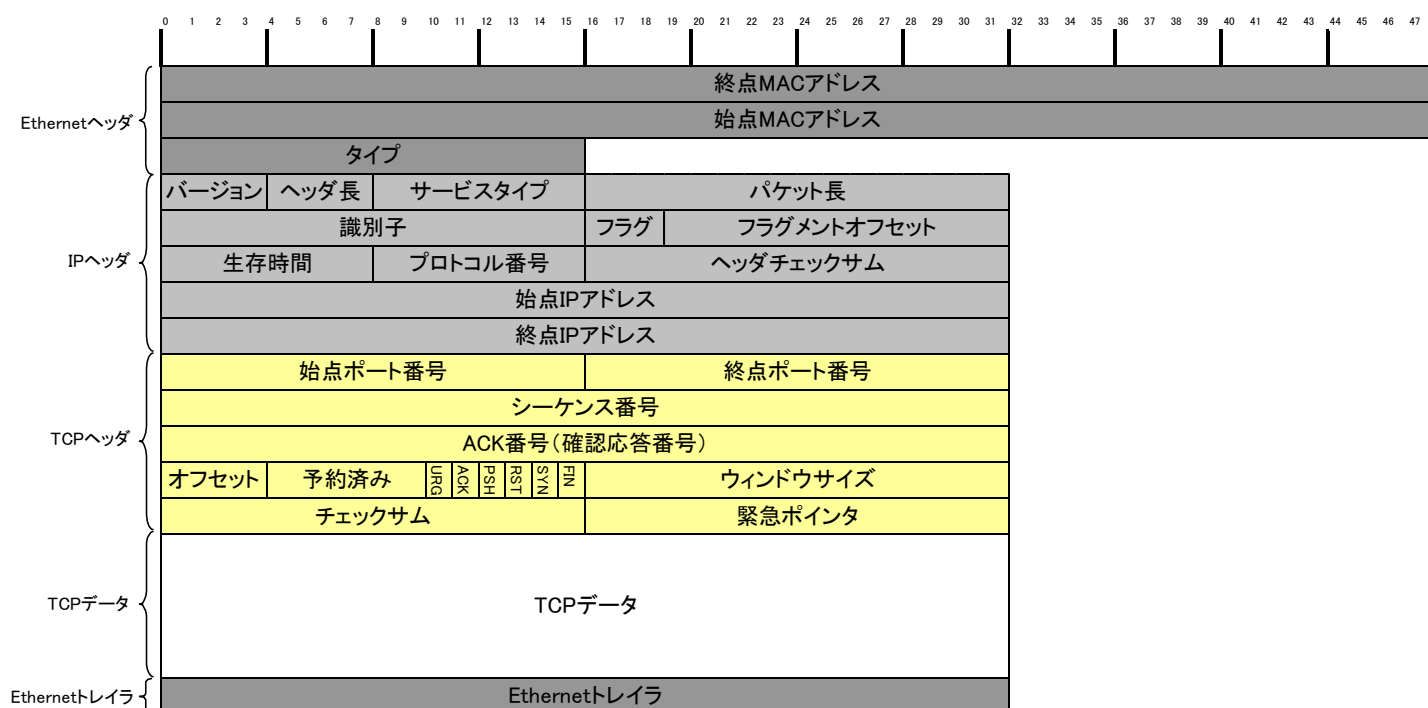 0 1 2 3 4 5 6 7 8 9 10 11 12 13 14 15 16 17 18 19 20 21 22 23 24 25 26 27 28 29 30 31 32 33 34 35 36 37 38 39 40 41 42 43 44 45 46 47
終点MACアドレス
Ethernetヘッダ
始点MACアドレス
タイプ
バージョン ヘッダ長 サービスタイプ パケット長
識別子 フラグ フラグメントオフセット
IPヘッダ
生存時間 プロトコル番号 ヘッダチェックサム
始点IPアドレス
終点IPアドレス
始点ポート番号 終点ポート番号
シーケンス番号
TCPヘッダ
ACK番号(確認応答番号)
オフセット 予約済み URG ACK PSH RST SYN FIN ウィンドウサイズ
チェックサム 緊急ポインタ
TCPデータ
TCPデータ
Ethernetトレイラ
Ethernetトレイラ